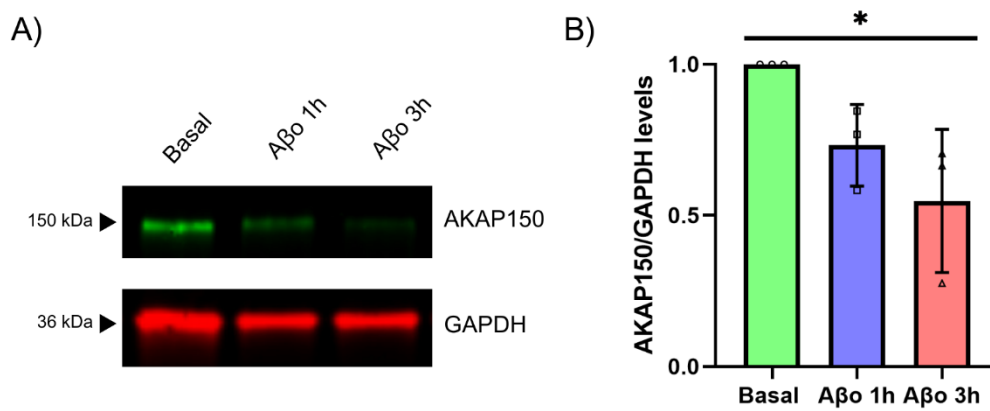 A)
Basal
Aβo 1h
Aβo 3h
150 kDa
AKAP150
36 kDa
GAPDH
B)
*
AKAP150/GAPDH levels
1.0
0.5
0.0
Basal
Aβo 1h
Aβo 3h